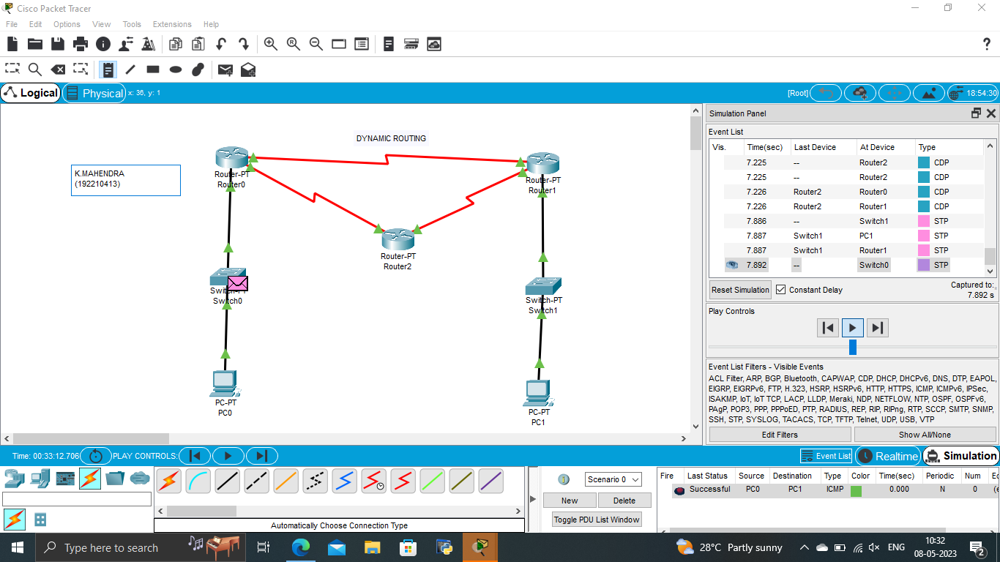 Cisco Packet Tracer
File Edit Options View Tools Extensions Help
?
Logical Physical x: 36, y: 1 [Root] 18:54:30
DYNAMIC ROUTING
K.MAHENDRA
(192210413)
Router-PT
Router0
Router-PT
Router1
Router-PT
Router2
Switch-PT
Switch0
Switch-PT
Switch1
PC-PT
PC0
PC-PT
PC1
Simulation Panel
Event List
Vis. Time(sec) Last Device At Device Type
7.225 -- Router2 CDP
7.225 -- Router2 CDP
7.226 Router2 Router0 CDP
7.226 Router2 Router1 CDP
7.886 -- Switch1 STP
7.887 Switch1 PC1 STP
7.887 Switch1 Router1 STP
7.892 -- Switch0 STP
Reset Simulation Constant Delay Captured to:
7.892 s
Play Controls
Event List Filters - Visible Events
ACL Filter, ARP, BGP, Bluetooth, CAPWAP, CDP, DHCP, DHCPv6, DNS, DTP, EAPOL,
EIGRP, EIGRPv6, FTP, H.323, HSRP, HSRPv6, HTTP, HTTPS, ICMP, ICMPv6, IPSec,
ISAKMP, IoT, IoT TCP, LACP, LLDP, Meraki, NDP, NETFLOW, NTP, OSPF, OSPFv6,
PAgP, POP3, PPP, PPPoED, PTP, RADIUS, REP, RIP, RIPng, RTP, SCCP, SMTP, SNMP,
SSH, STP, SYSLOG, TACACS, TCP, TFTP, Telnet, UDP, USB, VTP
Edit Filters Show All/None
Time: 00:33:12.706 PLAY CONTROLS: Event List Realtime Simulation
Automatically Choose Connection Type
Scenario 0
New Delete
Toggle PDU List Window
Fire Last Status Source Destination Type Color Time(sec) Periodic Num Ec
Successful PC0 PC1 ICMP 0.000 N 0 (e
Type here to search
28°C Partly sunny ENG 10:32
08-05-2023
2